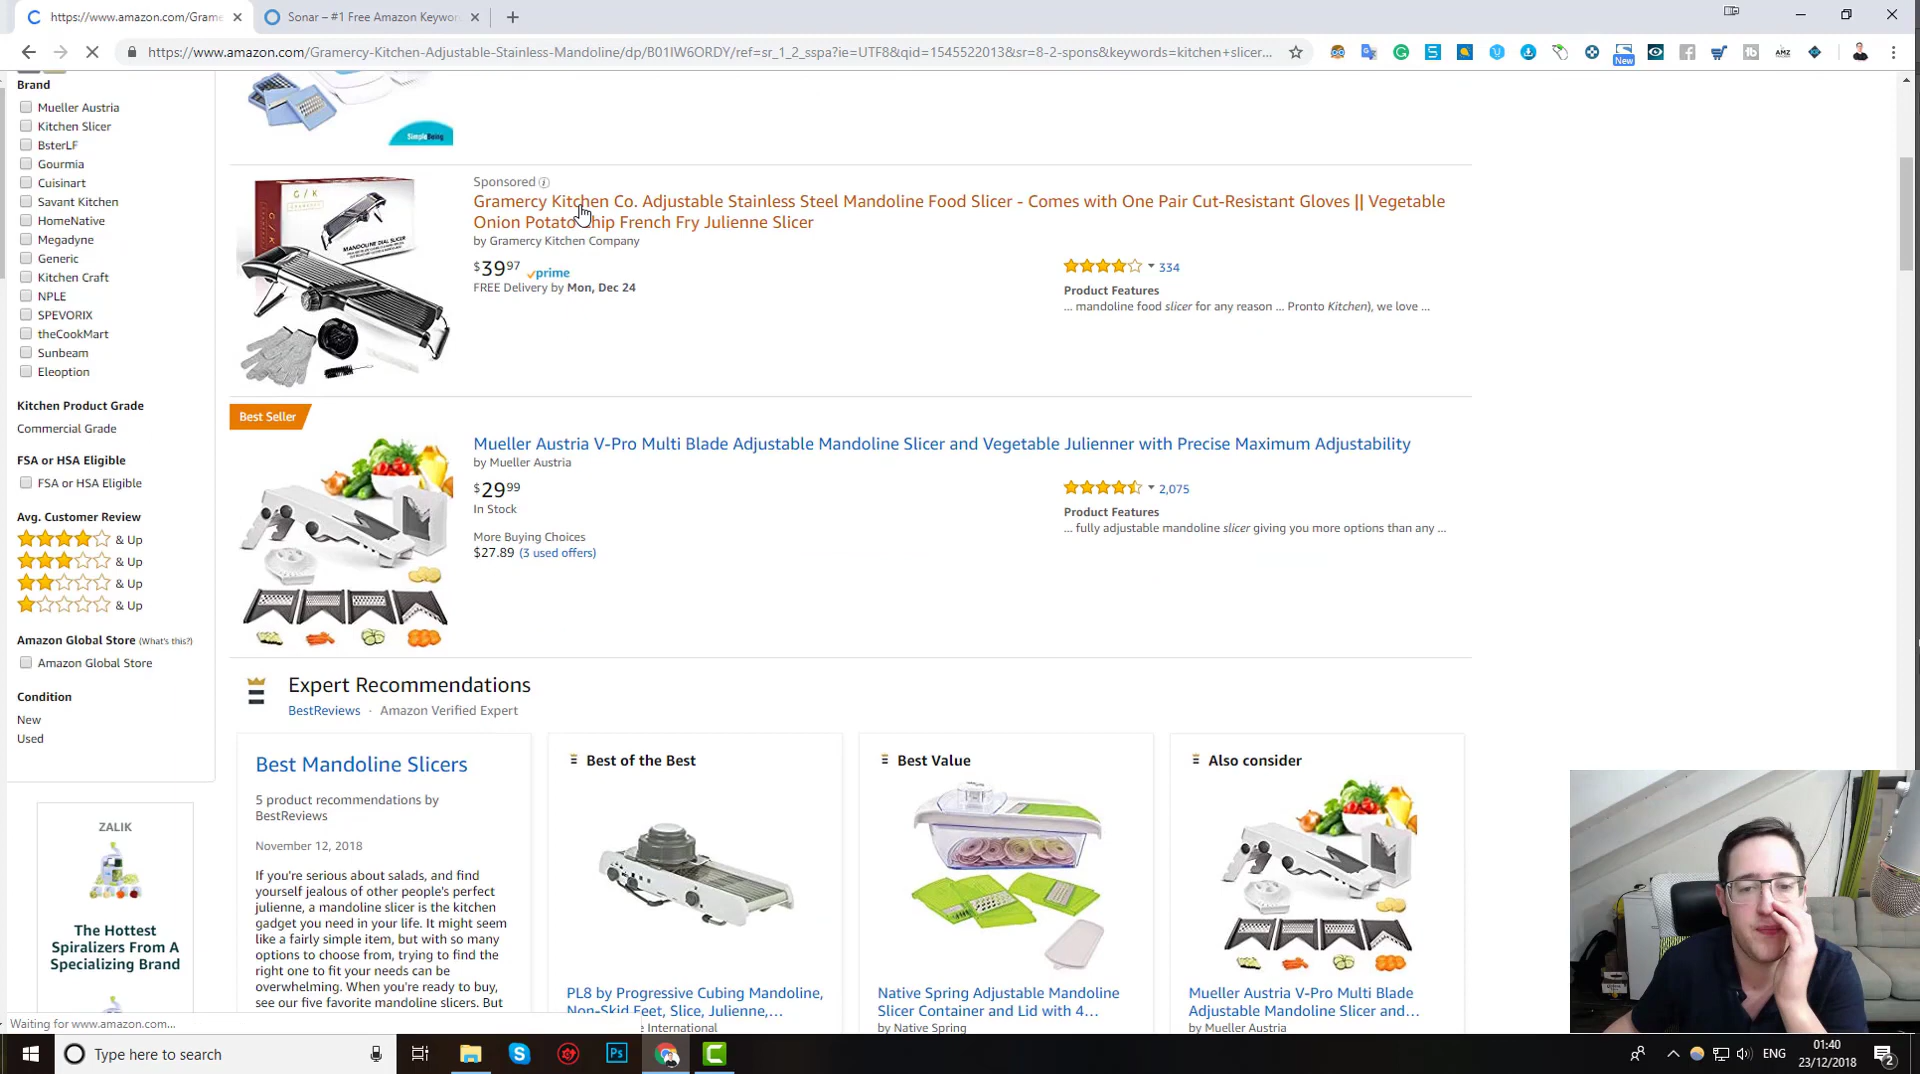 https://www.amazon.com/Grame
Sonar – #1 Free Amazon Keywor
https://www.amazon.com/Gramercy-Kitchen-Adjustable-Stainless-Mandoline/dp/B01IW6ORDY/ref=sr_1_2_sspa?ie=UTF8&qid=1545522013&sr=8-2-spons&keywords=kitchen+slicer...
New
Brand
Mueller Austria
Kitchen Slicer
BsterLF
Gourmia
Cuisinart
Savant Kitchen
HomeNative
Megadyne
Generic
Kitchen Craft
NPLE
SPEVORIX
theCookMart
Sunbeam
Eleoption
Kitchen Product Grade
Commercial Grade
FSA or HSA Eligible
FSA or HSA Eligible
Avg. Customer Review
& Up
& Up
& Up
& Up
Amazon Global Store (What's this?)
Amazon Global Store
Condition
New
Used
ZALIK
The Hottest
Spiralizers From A
Specializing Brand
SimpleBeing
G / K
MANDOLINE DIAL SLICER
Sponsored
Gramercy Kitchen Co. Adjustable Stainless Steel Mandoline Food Slicer - Comes with One Pair Cut-Resistant Gloves || Vegetable
Onion Potato Chip French Fry Julienne Slicer
by Gramercy Kitchen Company
$39 97 prime
FREE Delivery by Mon, Dec 24
334
Product Features
... mandoline food slicer for any reason ... Pronto Kitchen), we love ...
Best Seller
Mueller Austria V-Pro Multi Blade Adjustable Mandoline Slicer and Vegetable Julienner with Precise Maximum Adjustability
by Mueller Austria
$29 99
In Stock
More Buying Choices
$27.89 (3 used offers)
2,075
Product Features
... fully adjustable mandoline slicer giving you more options than any ...
Expert Recommendations
BestReviews · Amazon Verified Expert
Best Mandoline Slicers
5 product recommendations by
BestReviews
November 12, 2018
If you're serious about salads, and find
yourself jealous of other people's perfect
julienne, a mandoline slicer is the kitchen
gadget you need in your life. It might seem
like a fairly simple item, but with so many
options to choose from, trying to find the
right one to fit your needs can be
overwhelming. When you're ready to buy,
see our five favorite mandoline slicers. But
Best of the Best
PL8 by Progressive Cubing Mandoline,
Non-Skid Feet, Slice, Julienne,...
e International
Best Value
Native Spring Adjustable Mandoline
Slicer Container and Lid with 4...
by Native Spring
Also consider
Mueller Austria V-Pro Multi Blade
Adjustable Mandoline Slicer and...
by Mueller Austria
Waiting for www.amazon.com...
Type here to search
ENG
01:40
23/12/2018
2